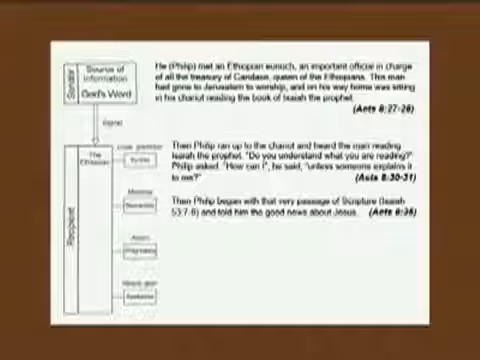 Sender
Source of
Information
God's Word
Signal
Recipient
The
Ethiopian
He (Philip) met an Ethiopian eunuch, an important official in charge
of all the treasury of Candace, queen of the Ethiopians. This man
had gone to Jerusalem to worship, and on his way home was sitting
in his chariot reading the book of Isaiah the prophet.
(Acts 8:27-28)
Then Philip ran up to the chariot and heard the man reading
Isaiah the prophet. "Do you understand what you are reading?"
Philip asked. "How can I", he said, "unless someone explains it
to me?" (Acts 8:30-31)
Then Philip began with that very passage of Scripture (Isaiah
53:7-8) and told him the good news about Jesus. (Acts 8:35)